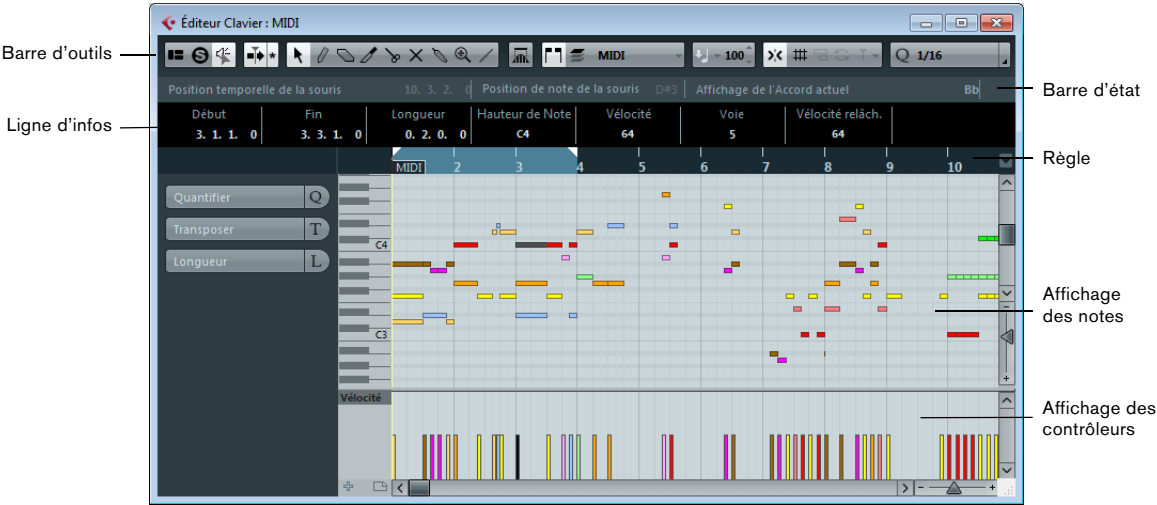 Éditeur Clavier : MIDI
Barre d'outils
MIDI
100
Q 1/16
Position temporelle de la souris 10. 3. 2. 0 Position de note de la souris D#3 Affichage de l'Accord actuel Bb
Barre d'état
Ligne d'infos
Début Fin Longueur Hauteur de Note Vélocité Voie Vélocité relâch.
3. 1. 1. 0 3. 3. 1. 0 0. 2. 0. 0 C4 64 5 64
Règle
MIDI 2 3 4 5 6 7 8 9 10
Quantifier Q
Transposer T
Longueur L
C4
C3
Affichage
des notes
Vélocité
Affichage des
contrôleurs